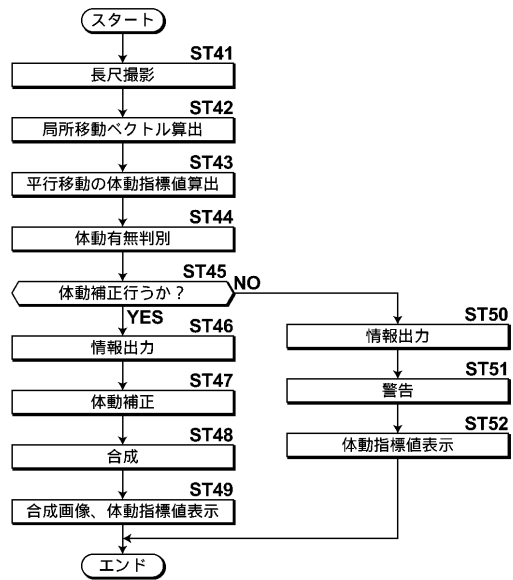 スタート
ST41
長尺撮影
ST42
局所移動ベクトル算出
ST43
平行移動の体動指標値算出
ST44
体動有無判別
ST45
体動補正行うか？
NO
YES
ST46
情報出力
ST47
体動補正
ST48
合成
ST49
合成画像、体動指標値表示
ST50
情報出力
ST51
警告
ST52
体動指標値表示
エンド